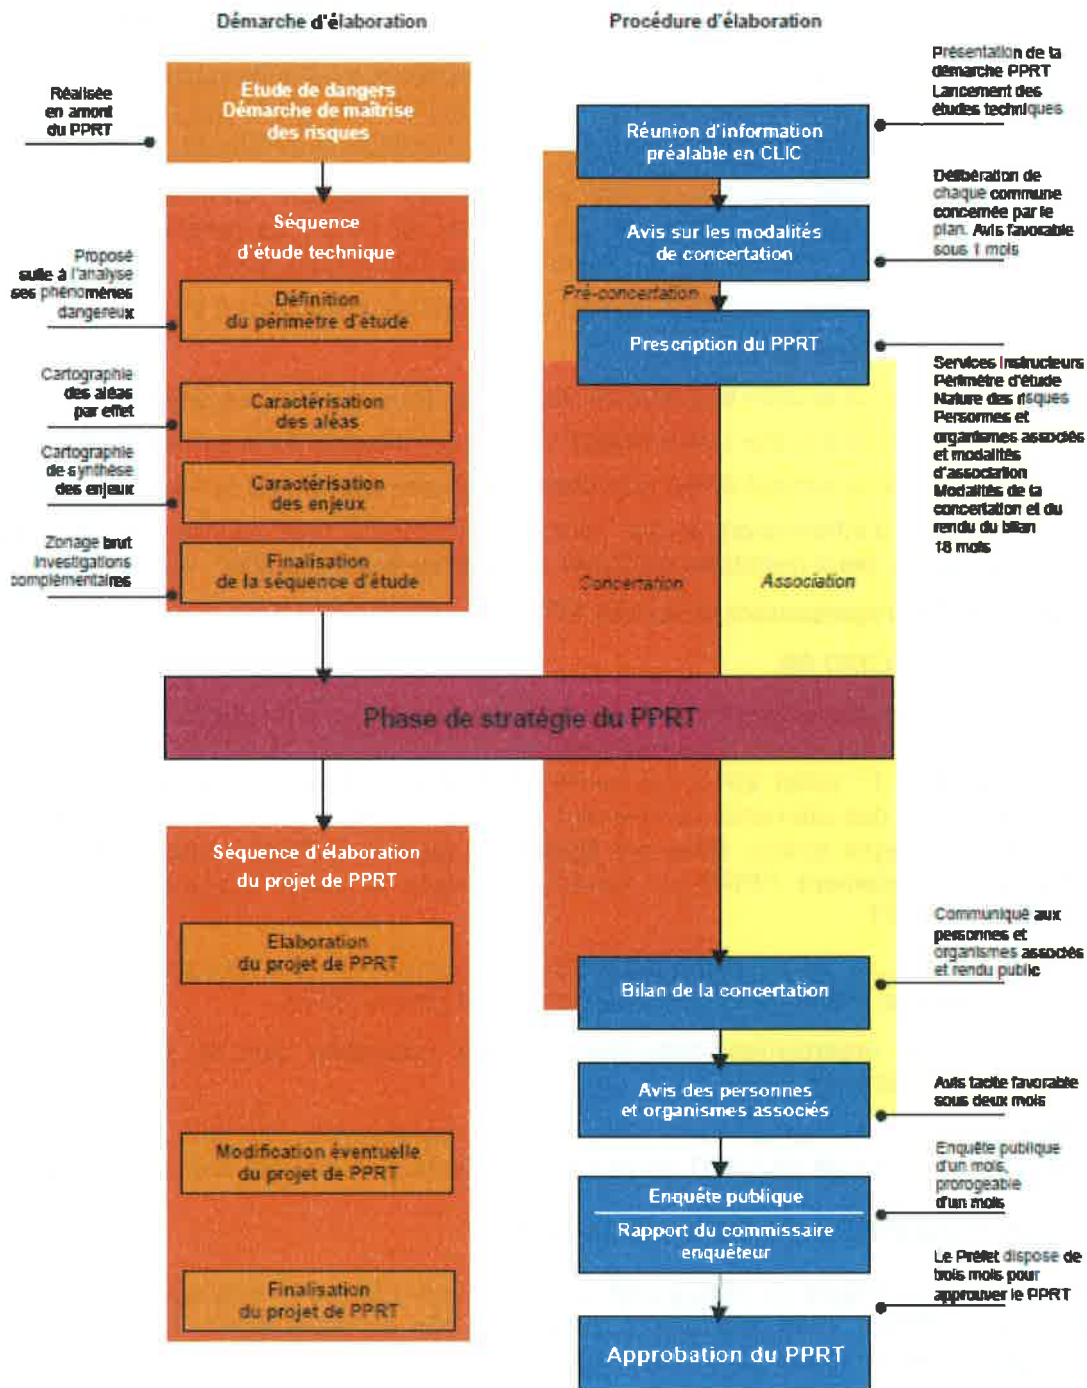 Démarche d'élaboration
Procédure d'élaboration
Réalisée
en amont
du PPRT
Etude de dangers
Démarche de maîtrise
des risques
Séquence
d'étude technique
Proposé
suite à l'analyse
ses phénomènes
dangereux
Définition
du périmètre d'étude
Cartographie
des aléas
par effet
Caractérisation
des aléas
Cartographie
de synthèse
des enjeux
Caractérisation
des enjeux
Zonage brut
Investigations
complémentaires
Finalisation
de la séquence d'étude
Réunion d'information
préalable en CLIC
Présentation de la
démarche PPRT
Lancement des
études techniques
Avis sur les modalités
de concertation
Délibération de
chaque commune
concernée par le
plan. Avis favorable
sous 1 mois
Pré-concertation
Prescription du PPRT
Services Instructeurs
Périmètre d'étude
Nature des risques
Personnes et
organismes associés
et modalités
d'association
Modalités de la
concertation et du
rendu du bilan
18 mois
Concertation
Association
Phase de stratégie du PPRT
Séquence d'élaboration
du projet de PPRT
Elaboration
du projet de PPRT
Modification éventuelle
du projet de PPRT
Finalisation
du projet de PPRT
Bilan de la concertation
Communiqué aux
personnes et
organismes associés
et rendu public
Avis des personnes
et organismes associés
Avis tacite favorable
sous deux mois
Enquête publique
Rapport du commissaire
enquêteur
Enquête publique
d'un mois,
prorogeable
d'un mois
Le Préfet dispose de
trois mois pour
approuver le PPRT
Approbation du PPRT